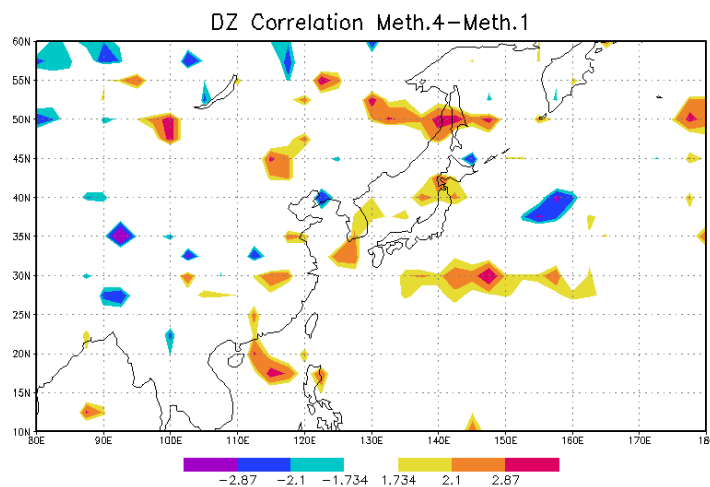 DZ Correlation Meth.4−Meth.1
60N
55N
50N
45N
40N
35N
30N
25N
20N
15N
10N
80E 90E 100E 110E 120E 130E 140E 150E 160E 170E 180
−2.87 −2.1 −1.734 1.734 2.1 2.87